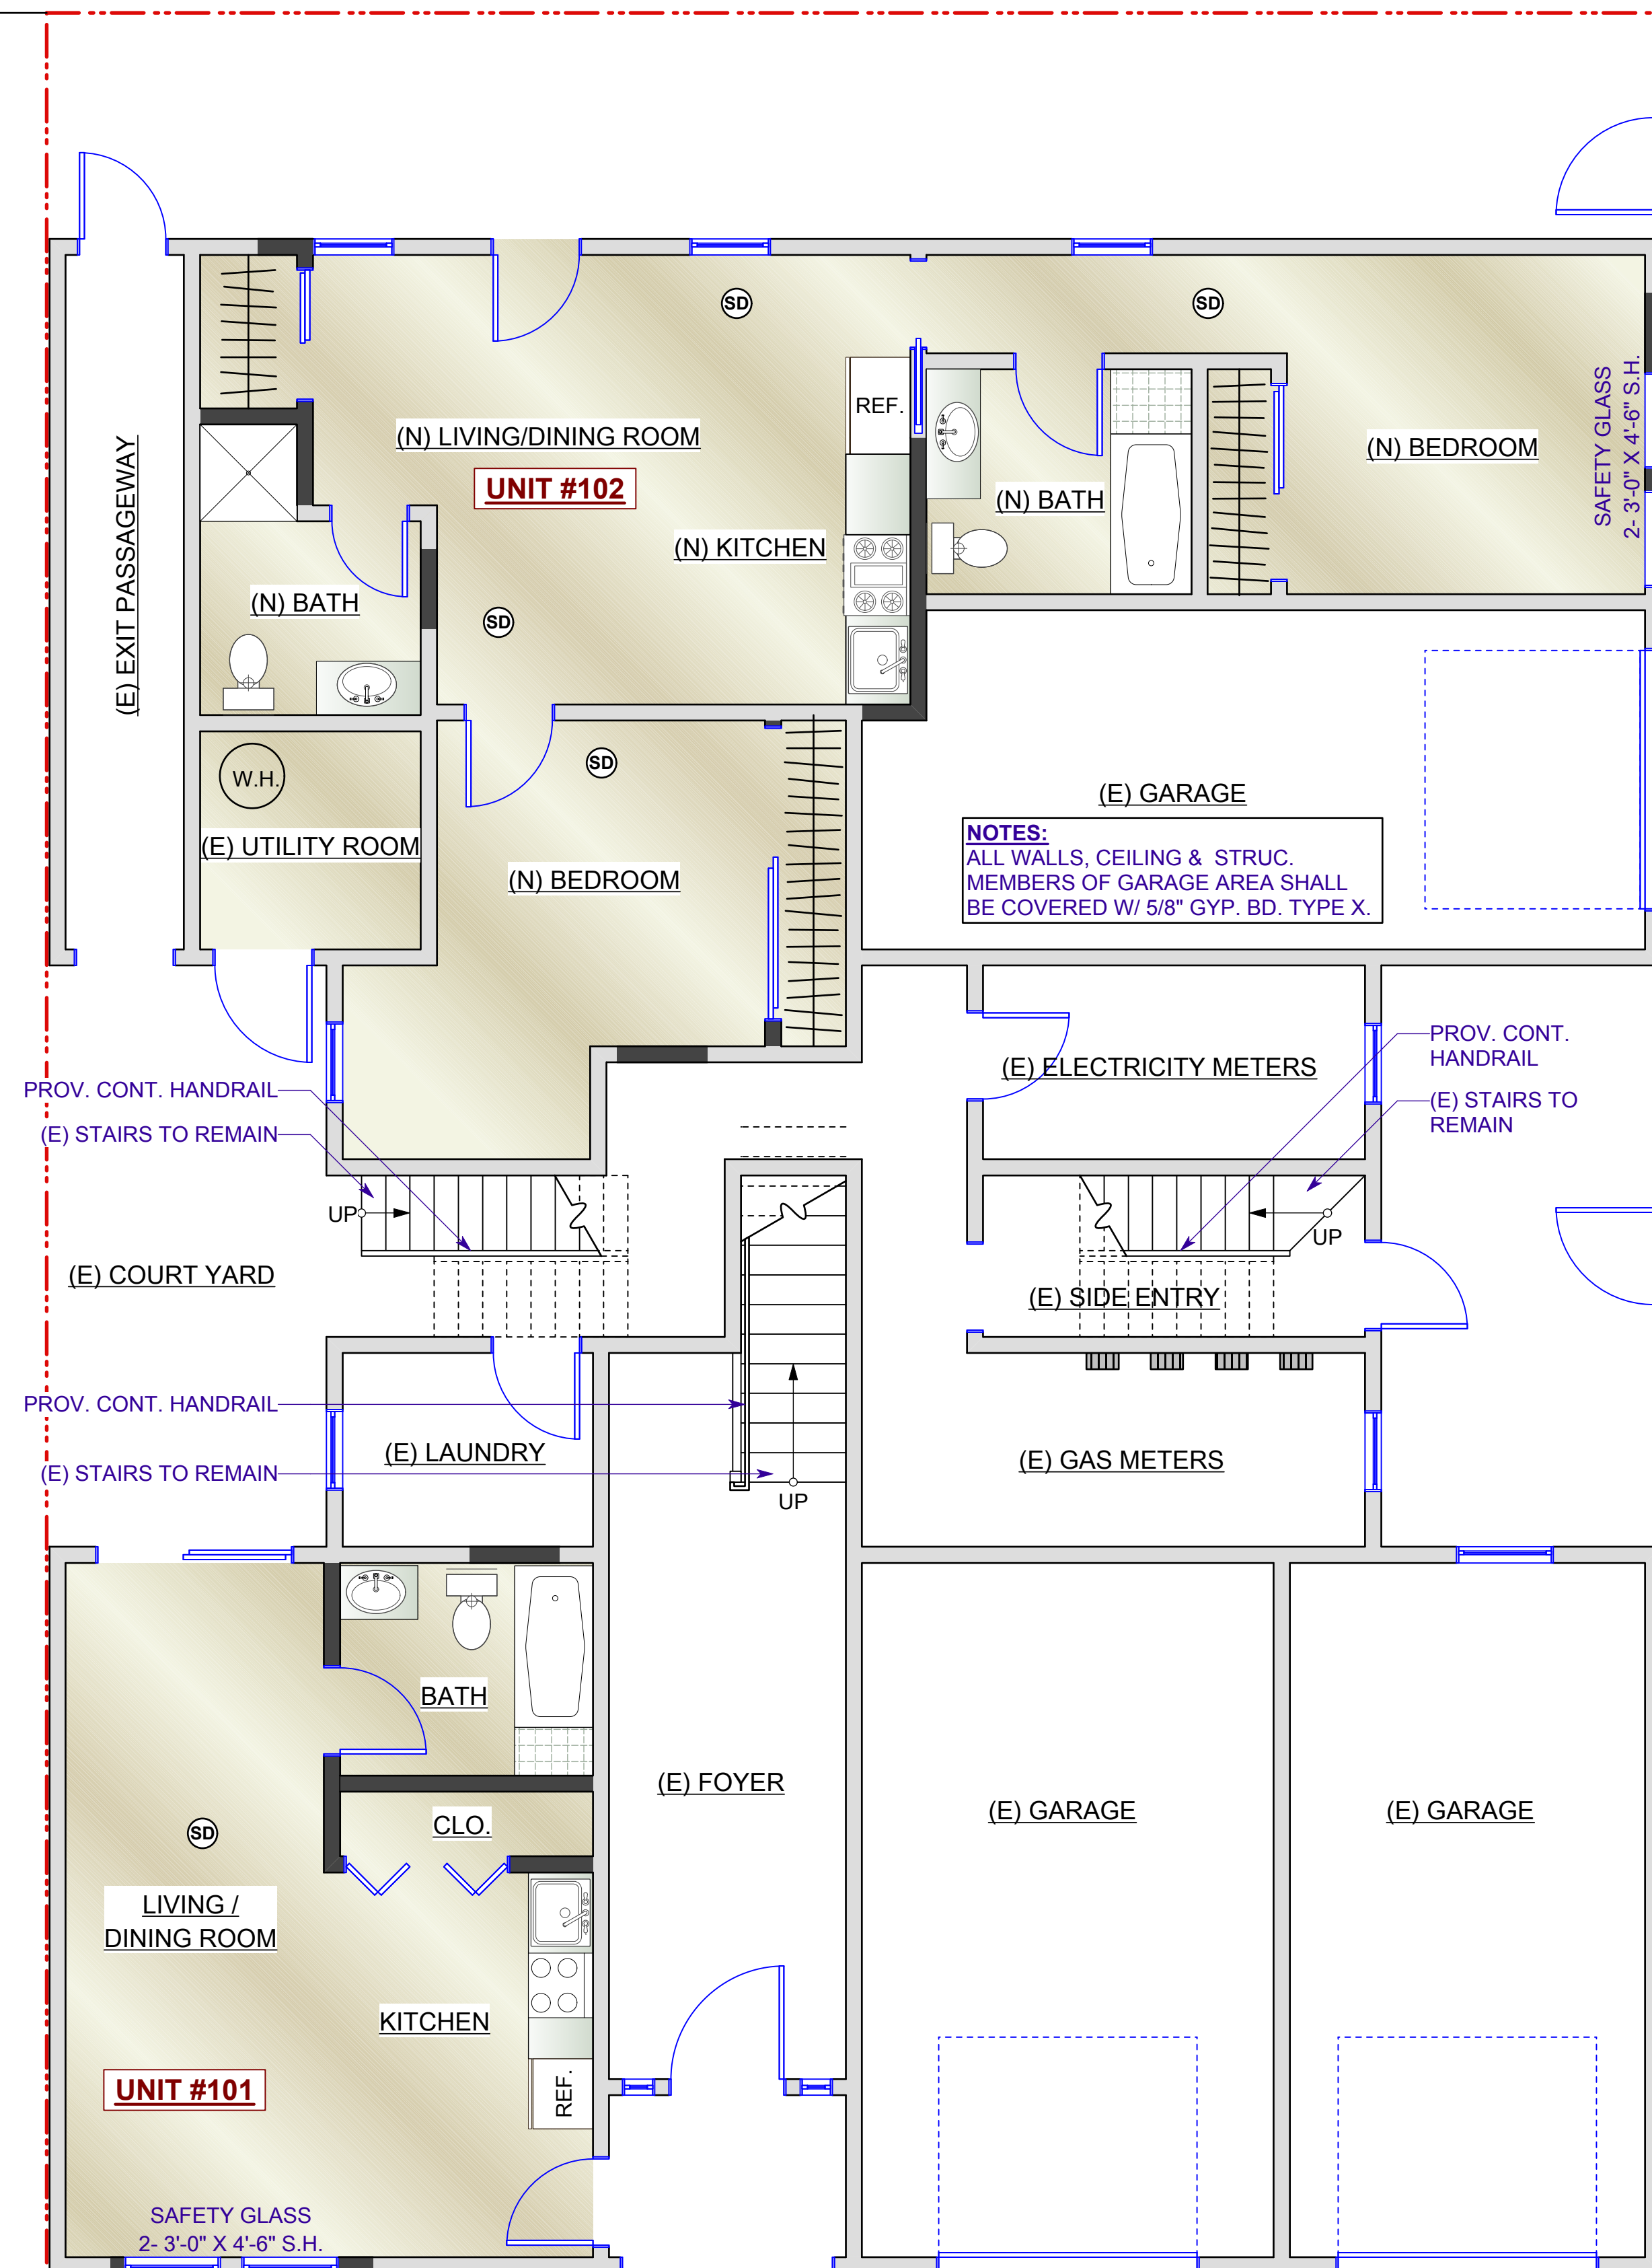 SD
SD
REF.
(N) LIVING/DINING ROOM
UNIT #102
(N) KITCHEN
(N) BATH
(N) BEDROOM
SAFETY GLASS
2- 3'-0" X 4'-6" S.H.
(E) EXIT PASSAGEWAY
(N) BATH
SD
W.H.
(E) UTILITY ROOM
SD
(N) BEDROOM
(E) GARAGE
NOTES:
ALL WALLS, CEILING & STRUC.
MEMBERS OF GARAGE AREA SHALL
BE COVERED W/ 5/8" GYP. BD. TYPE X.
PROV. CONT.
HANDRAIL
(E) ELECTRICITY METERS
PROV. CONT. HANDRAIL
(E) STAIRS TO
REMAIN
(E) STAIRS TO REMAIN
UP
UP
(E) COURT YARD
(E) SIDE ENTRY
PROV. CONT. HANDRAIL
(E) LAUNDRY
(E) GAS METERS
(E) STAIRS TO REMAIN
UP
BATH
(E) FOYER
(E) GARAGE
(E) GARAGE
CLO.
SD
LIVING /
DINING ROOM
KITCHEN
UNIT #101
REF.
SAFETY GLASS
2- 3'-0" X 4'-6" S.H.